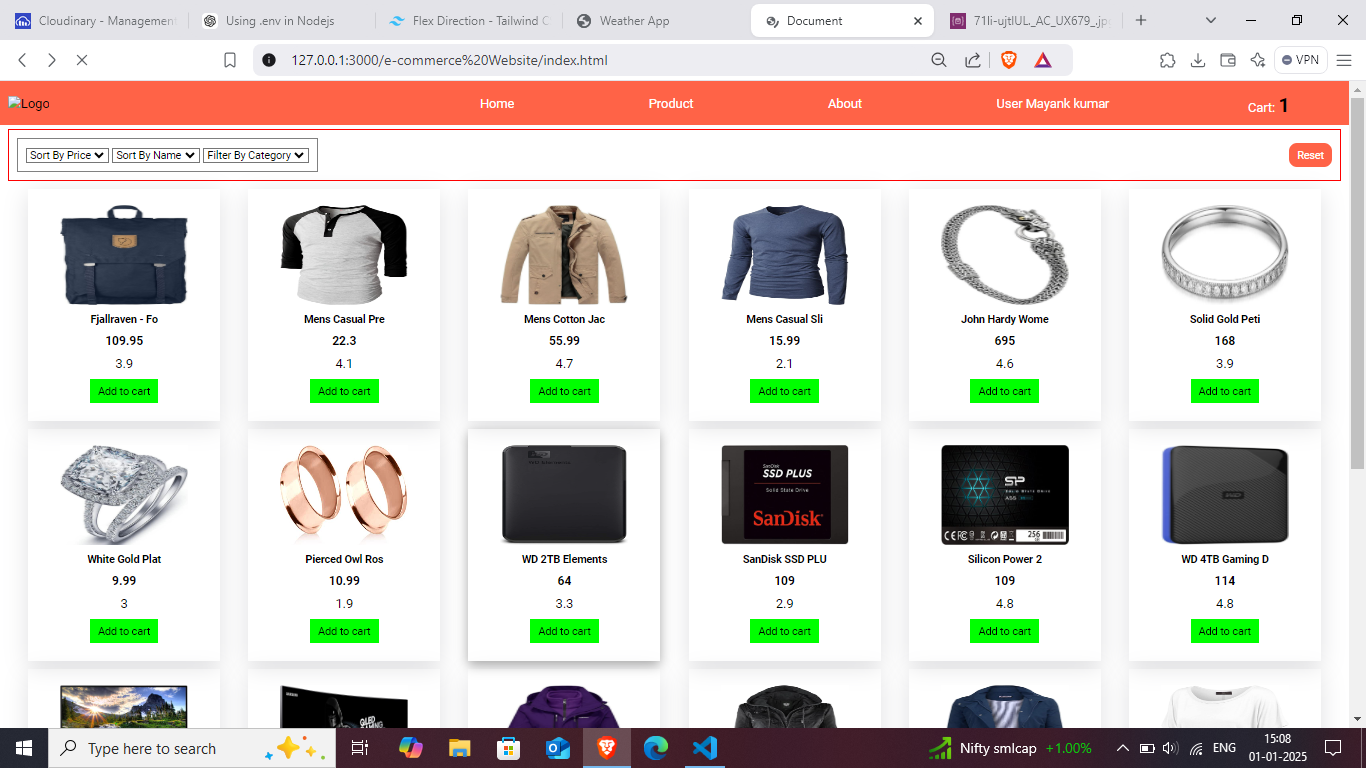 Cloudinary - Management
Using .env in Nodejs
Flex Direction - Tailwind C
Weather App
Document
71li-ujtlUL._AC_UX679_.jp
127.0.0.1:3000/e-commerce%20Website/index.html
VPN
Logo
Home
Product
About
User Mayank kumar
Cart: 1
Sort By Price
Sort By Name
Filter By Category
Reset
Fjallraven - Fo
Mens Casual Pre
Mens Cotton Jac
Mens Casual Sli
John Hardy Wome
Solid Gold Peti
109.95
22.3
55.99
15.99
695
168
3.9
4.1
4.7
2.1
4.6
3.9
Add to cart
Add to cart
Add to cart
Add to cart
Add to cart
Add to cart
SanDisk
SSD PLUS
Solid State Drive
SanDisk
SP
A55
256
White Gold Plat
Pierced Owl Ros
WD 2TB Elements
SanDisk SSD PLU
Silicon Power 2
WD 4TB Gaming D
9.99
10.99
64
109
109
114
3
1.9
3.3
2.9
4.8
4.8
Add to cart
Add to cart
Add to cart
Add to cart
Add to cart
Add to cart
QLED
GAMING
Type here to search
Nifty smlcap +1.00%
ENG
15:08
01-01-2025